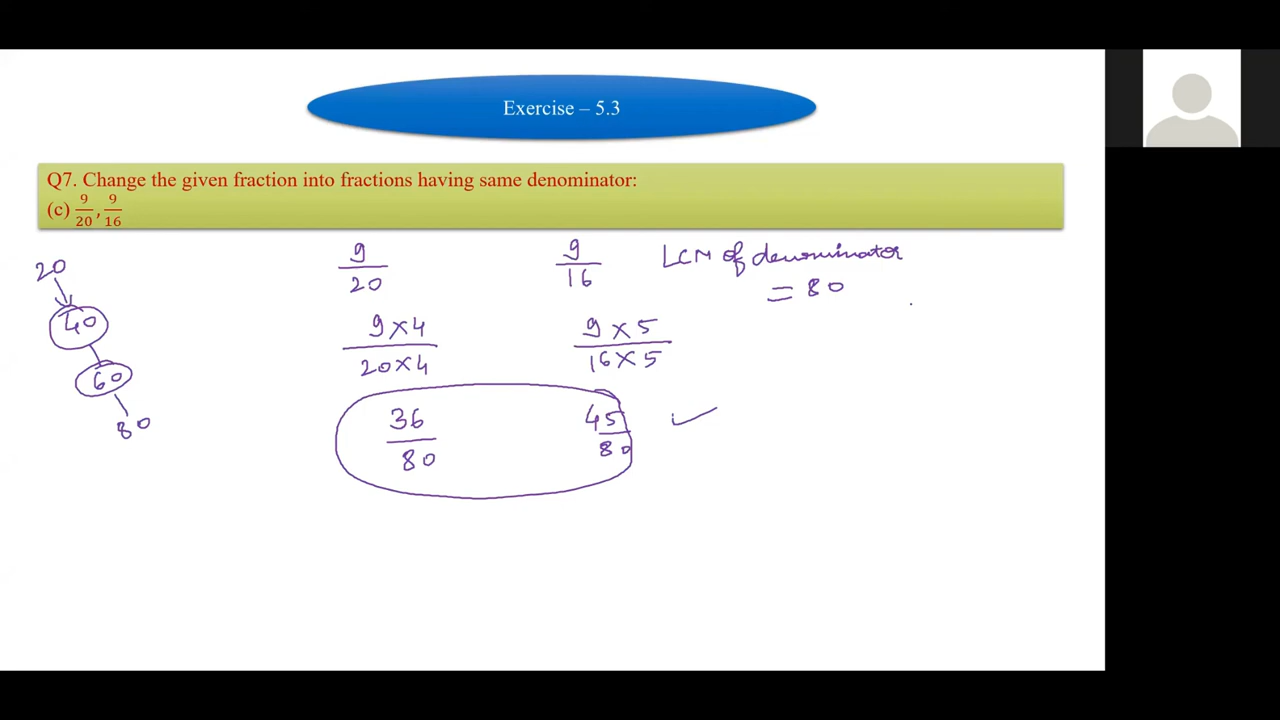 Exercise – 5.3
Q7. Change the given fraction into fractions having same denominator:
(c) 9/20, 9/16
20
40
60
80
9/20 9/16 LCM of denominator
= 80
9×4/20×4 9×5/16×5
36/80 45/80 ✓